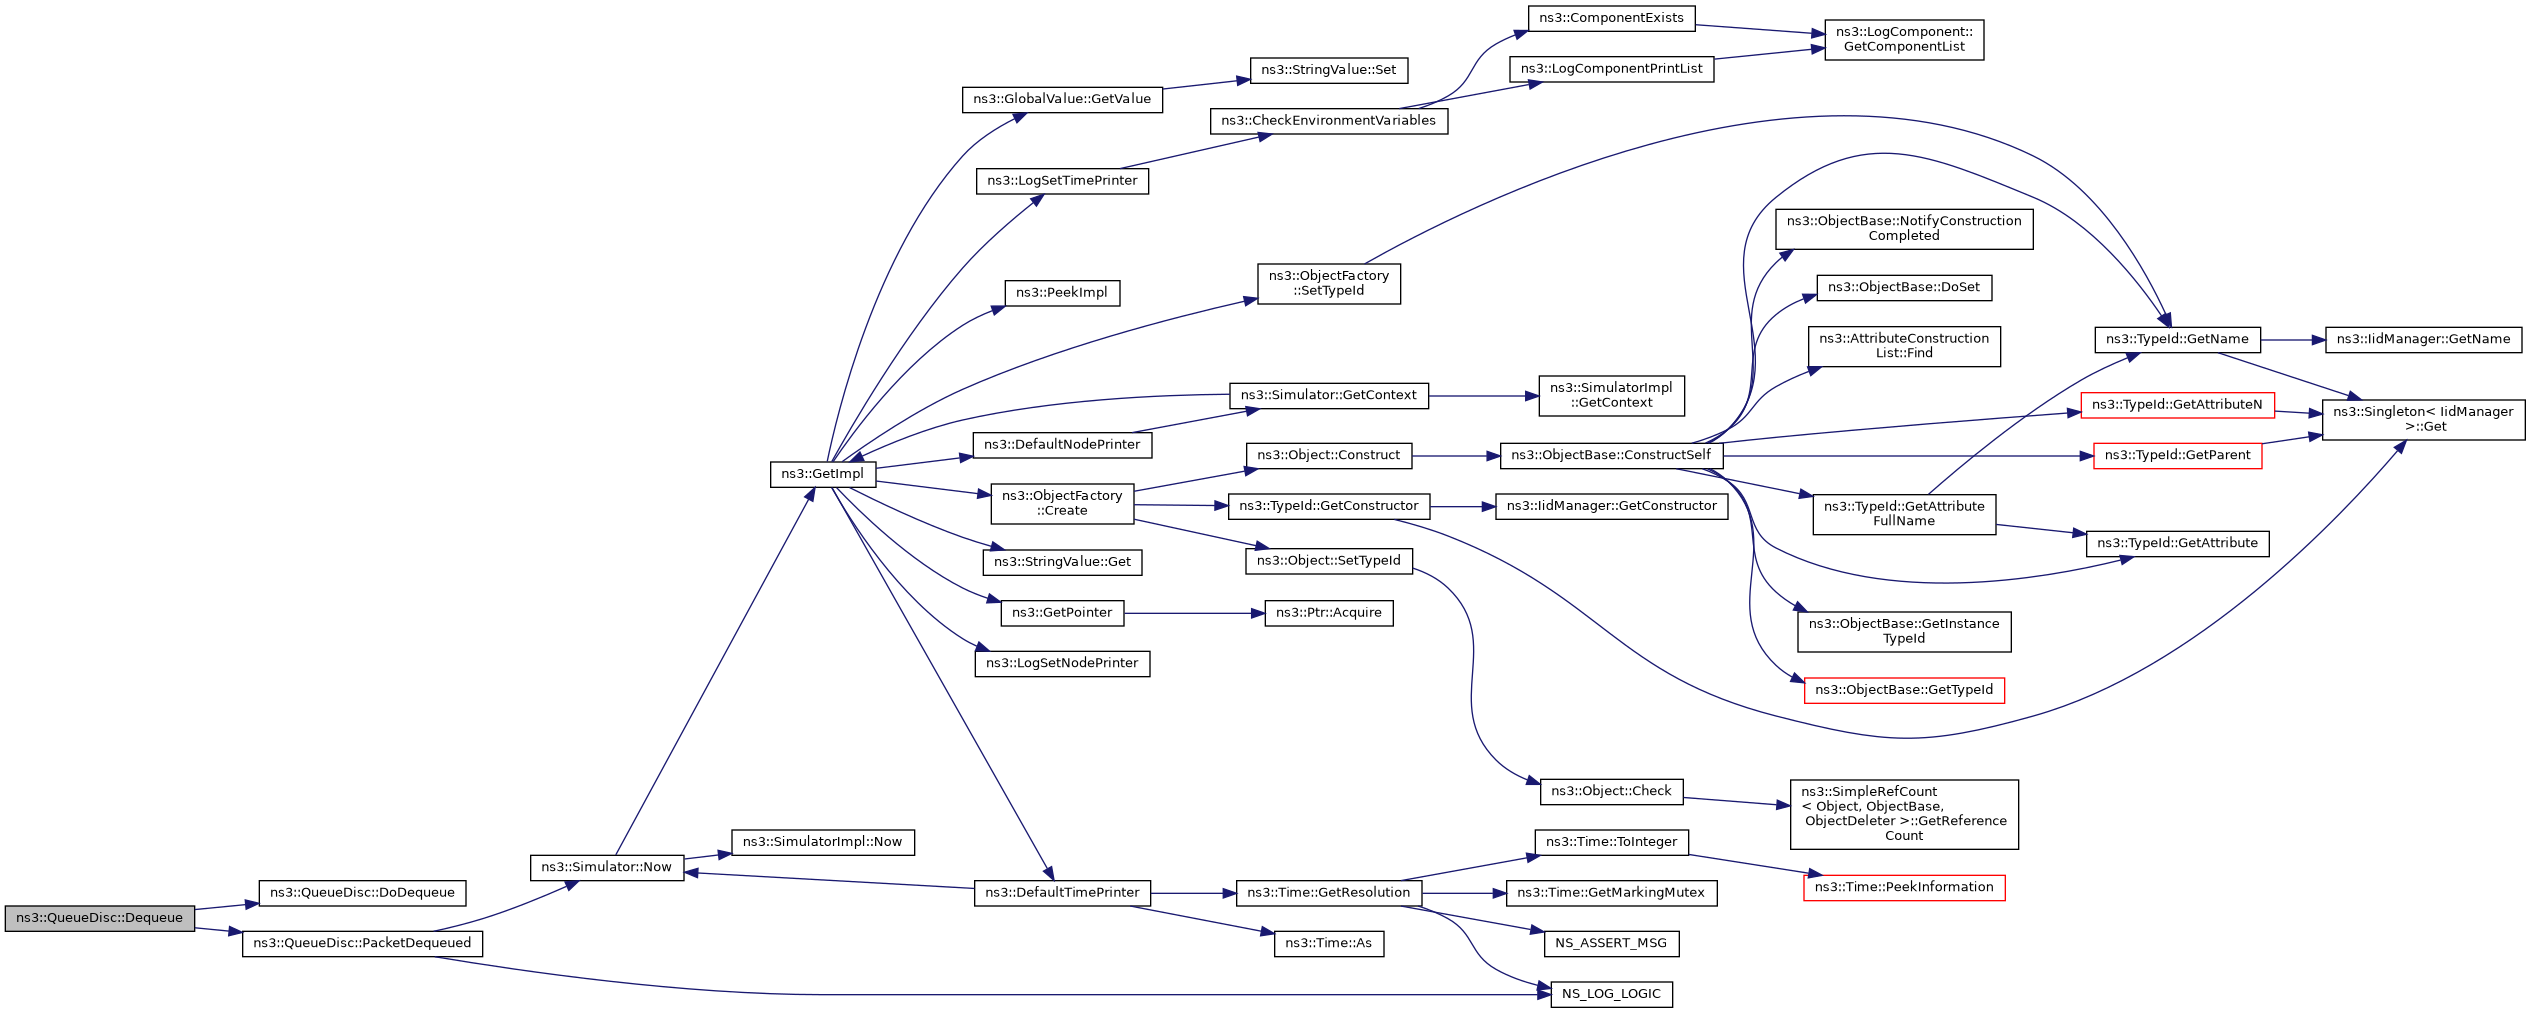 ns3::ComponentExists
ns3::LogComponent::
GetComponentList
ns3::StringValue::Set
ns3::LogComponentPrintList
ns3::GlobalValue::GetValue
ns3::CheckEnvironmentVariables
ns3::LogSetTimePrinter
ns3::ObjectBase::NotifyConstruction
Completed
ns3::PeekImpl
ns3::ObjectFactory
::SetTypeId
ns3::ObjectBase::DoSet
ns3::AttributeConstruction
List::Find
ns3::TypeId::GetName
ns3::IidManager::GetName
ns3::Simulator::GetContext
ns3::SimulatorImpl
::GetContext
ns3::TypeId::GetAttributeN
ns3::Singleton< IidManager
>::Get
ns3::DefaultNodePrinter
ns3::GetImpl
ns3::Object::Construct
ns3::ObjectBase::ConstructSelf
ns3::TypeId::GetParent
ns3::ObjectFactory
::Create
ns3::TypeId::GetConstructor
ns3::IidManager::GetConstructor
ns3::TypeId::GetAttribute
FullName
ns3::TypeId::GetAttribute
ns3::StringValue::Get
ns3::Object::SetTypeId
ns3::GetPointer
ns3::Ptr::Acquire
ns3::ObjectBase::GetInstance
TypeId
ns3::LogSetNodePrinter
ns3::ObjectBase::GetTypeId
ns3::Object::Check
ns3::SimpleRefCount
< Object, ObjectBase,
ObjectDeleter >::GetReference
Count
ns3::SimulatorImpl::Now
ns3::Time::ToInteger
ns3::Simulator::Now
ns3::QueueDisc::DoDequeue
ns3::DefaultTimePrinter
ns3::Time::GetResolution
ns3::Time::GetMarkingMutex
ns3::Time::PeekInformation
ns3::QueueDisc::Dequeue
ns3::QueueDisc::PacketDequeued
ns3::Time::As
NS_ASSERT_MSG
NS_LOG_LOGIC